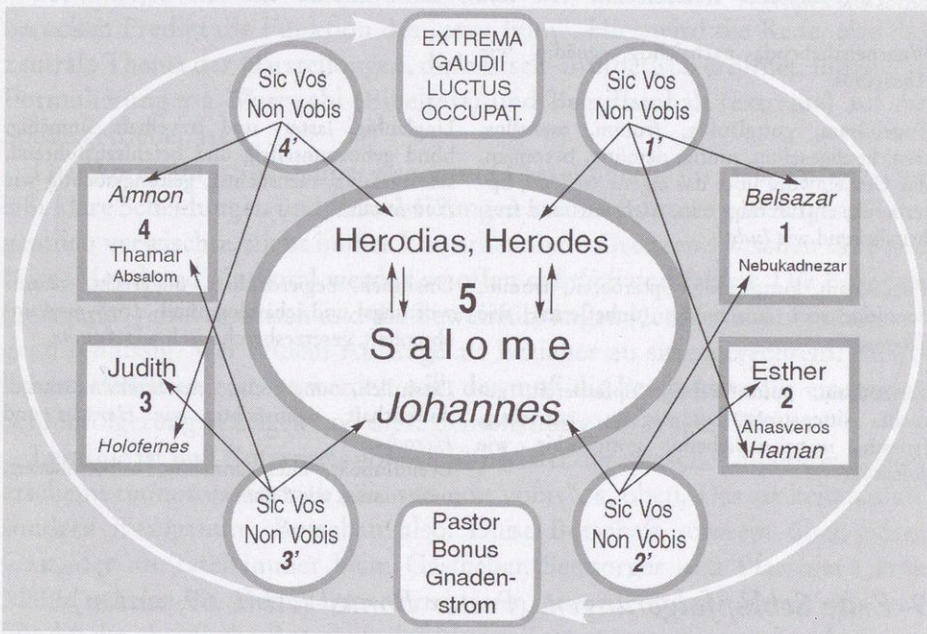 EXTREMA
GAUDII
LUCTUS
OCCUPAT.
Sic Vos
Non Vobis
4'
Sic Vos
Non Vobis
1'
Amnon
4
Thamar
Absalom
Belsazar
Nebukadnezar
Herodias, Herodes
5
Salome
Johannes
Judith
3
Holofernes
Esther
2
Ahasveros
Haman
Sic Vos
Non Vobis
3'
Sic Vos
Non Vobis
2'
Pastor
Bonus
Gnaden-
strom